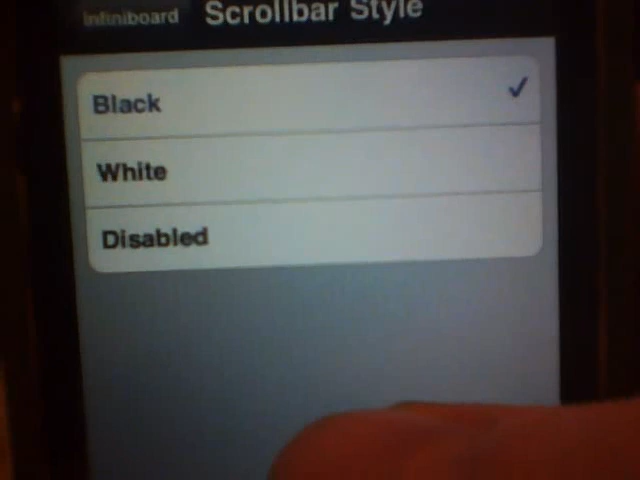 Infiniboard
Scrollbar Style
Black
White
Disabled